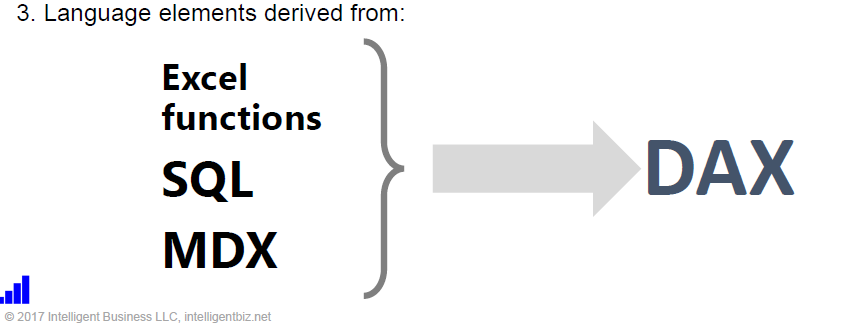 3. Language elements derived from:
Excel
functions
SQL
MDX
DAX
© 2017 Intelligent Business LLC, intelligentbiz.net